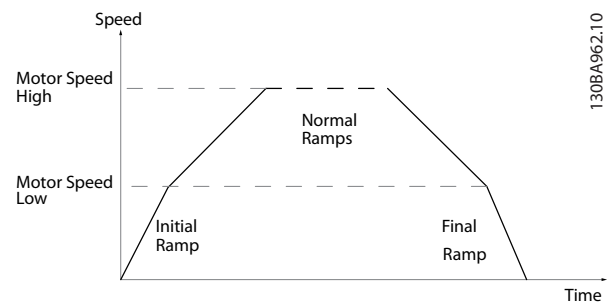 Speed
130BA962.10
Motor Speed
High
Normal
Ramps
Motor Speed
Low
Initial
Ramp
Final
Ramp
Time